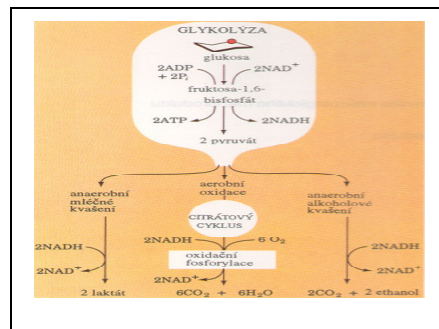 GLYKOLÝZA
glukosa
2ADP 2NAD⁺
+ 2Pᵢ
fruktosa-1,6-
bisfosfát
2ATP 2NADH
2 pyruvát
anaerobní
mléčné
kvašení
aerobní
oxidace
anaerobní
alkoholové
kvašení
CITRÁTOVÝ
CYKLUS
2NADH 2NADH 6 O₂ 2NADH
oxidační
fosforylace
2NAD⁺ 2NAD⁺ 2NAD⁺
2 laktát 6CO₂ + 6H₂O 2CO₂ + 2 ethanol